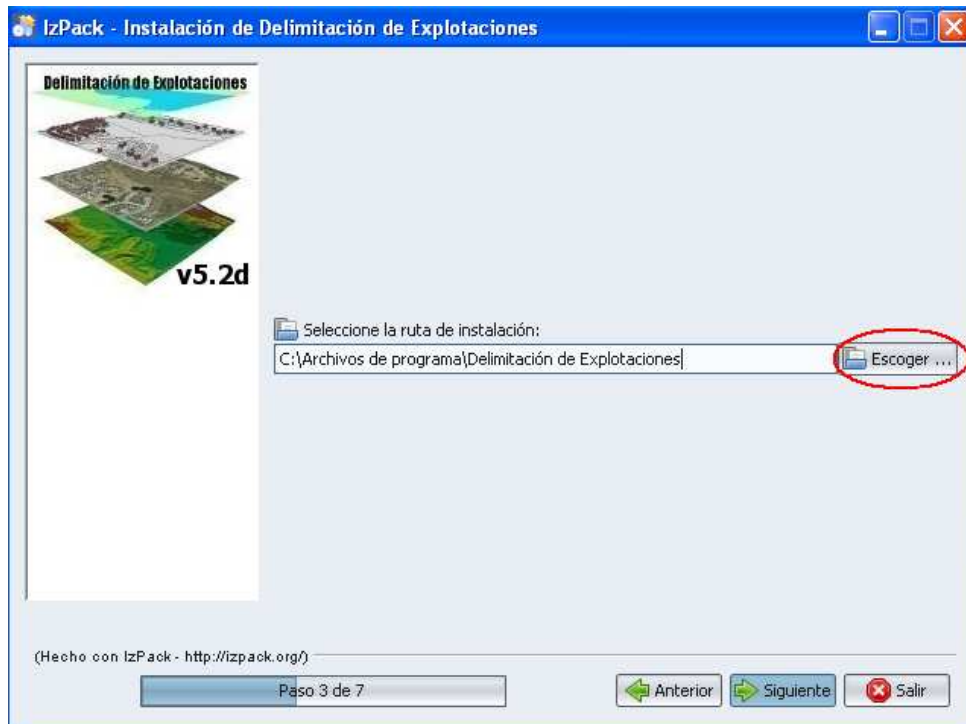 IzPack - Instalación de Delimitación de Explotaciones
Delimitación de Explotaciones
v5.2d
Seleccione la ruta de instalación:
C:\Archivos de programa\Delimitación de Explotaciones
Escoger ...
(Hecho con IzPack - http://izpack.org/)
Paso 3 de 7
Anterior
Siguiente
Salir